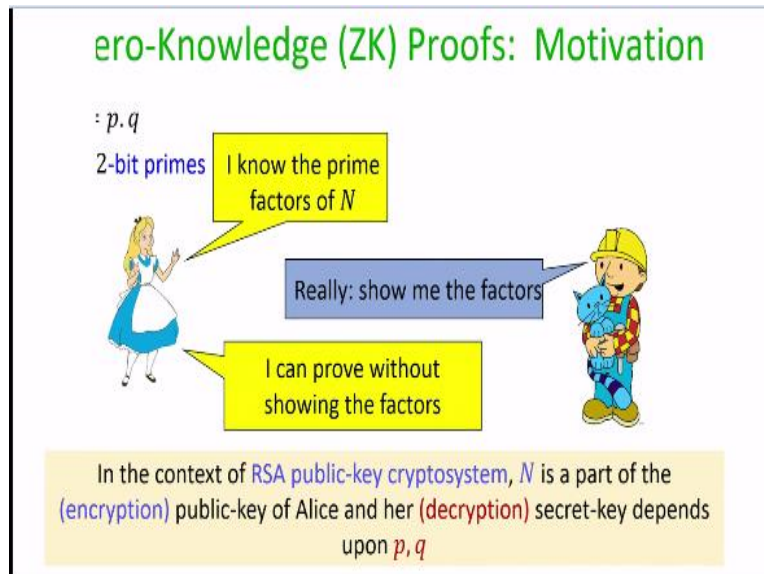 ero-Knowledge (ZK) Proofs: Motivation
= p.q
2-bit primes
I know the prime
factors of N
Really: show me the factors
I can prove without
showing the factors
In the context of RSA public-key cryptosystem, N is a part of the
(encryption) public-key of Alice and her (decryption) secret-key depends
upon p, q